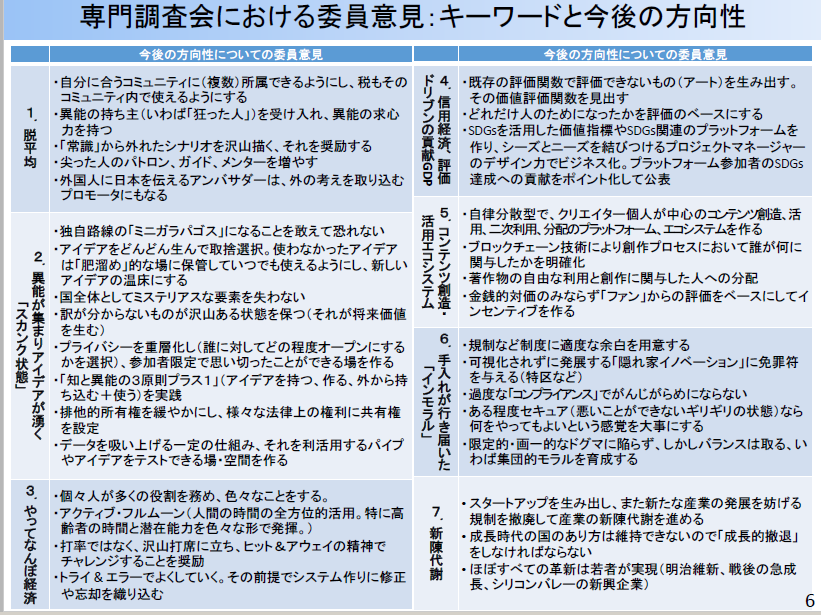 専門調査会における委員意見:キーワードと今後の方向性
今後の方向性についての委員意見
1．脱平均
・自分に合うコミュニティに(複数)所属できるようにし、税もその
コミュニティ内で使えるようにする
・異能の持ち主(いわば「狂った人」)を受け入れ、異能の求心
力を持つ
・「常識」から外れたシナリオを沢山描く、それを奨励する
・尖った人のパトロン、ガイド、メンターを増やす
・外国人に日本を伝えるアンバサダーは、外の考えを取り込む
プロモータにもなる
2．異能が集まりアイデアが湧く
「スカンク状態」
・独自路線の「ミニガラパゴス」になることを敢えて恐れない
・アイデアをどんどん生んで取捨選択。使わなかったアイデア
は「肥溜め」的な場に保管していつでも使えるようにし、新しい
アイデアの温床にする
・国全体としてミステリアスな要素を失わない
・訳が分からないものが沢山ある状態を保つ(それが将来価値
を生む)
・プライバシーを重層化し(誰に対してどの程度オープンにする
かを選択)、参加者限定で思い切ったことができる場を作る
・「知と異能の3原則プラス1」(アイデアを持つ、作る、外から持
ち込む+使う)を実践
・排他的所有権を緩やかにし、様々な法律上の権利に共有権
を設定
・データを吸い上げる一定の仕組み、それを利活用するパイプ
やアイデアをテストできる場・空間を作る
3．やってなんぼ経済
・個々人が多くの役割を務め、色々なことをする。
・アクティブ・フルムーン(人間の時間の全方位的活用。特に高
齢者の時間と潜在能力を色々な形で発揮。)
・打率ではなく、沢山打席に立ち、ヒット&アウェイの精神で
チャレンジすることを奨励
・トライ&エラーでよくしていく。その前提でシステム作りに修正
や忘却を織り込む
今後の方向性についての委員意見
4．信用経済、評価
ドリブンの貢献GDP
・既存の評価関数で評価できないもの(アート)を生み出す。
その価値評価関数を見出す
・どれだけ人のためになったかを評価のベースにする
・SDGsを活用した価値指標やSDGs関連のプラットフォームを
作り、シーズとニーズを結びつけるプロジェクトマネージャー
のデザイン力でビジネス化。プラットフォーム参加者のSDGs
達成への貢献をポイント化して公表
5．コンテンツ創造・
活用エコシステム
・自律分散型で、クリエイター個人が中心のコンテンツ創造、活
用、二次利用、分配のプラットフォーム、エコシステムを作る
・ブロックチェーン技術により創作プロセスにおいて誰が何に
関与したかを明確化
・著作物の自由な利用と創作に関与した人への分配
・金銭的対価のみならず「ファン」からの評価をベースにしてイ
ンセンティブを作る
6．手入れが行き届いた
「インモラル」
・規制など制度に適度な余白を用意する
・可視化されずに発展する「隠れ家イノベーション」に免罪符
を与える(特区など)
・過度な「コンプライアンス」でがんじがらめにならない
・ある程度セキュア(悪いことができないギリギリの状態)なら
何をやってもよいという感覚を大事にする
・限定的・画一的なドグマに陥らず、しかしバランスは取る、い
わば集団的モラルを育成する
7．新陳代謝
・スタートアップを生み出し、また新たな産業の発展を妨げる
規制を撤廃して産業の新陳代謝を進める
・成長時代の国のあり方は維持できないので「成長的撤退」
をしなければならない
・ほぼすべての革新は若者が実現(明治維新、戦後の急成
長、シリコンバレーの新興企業)
6